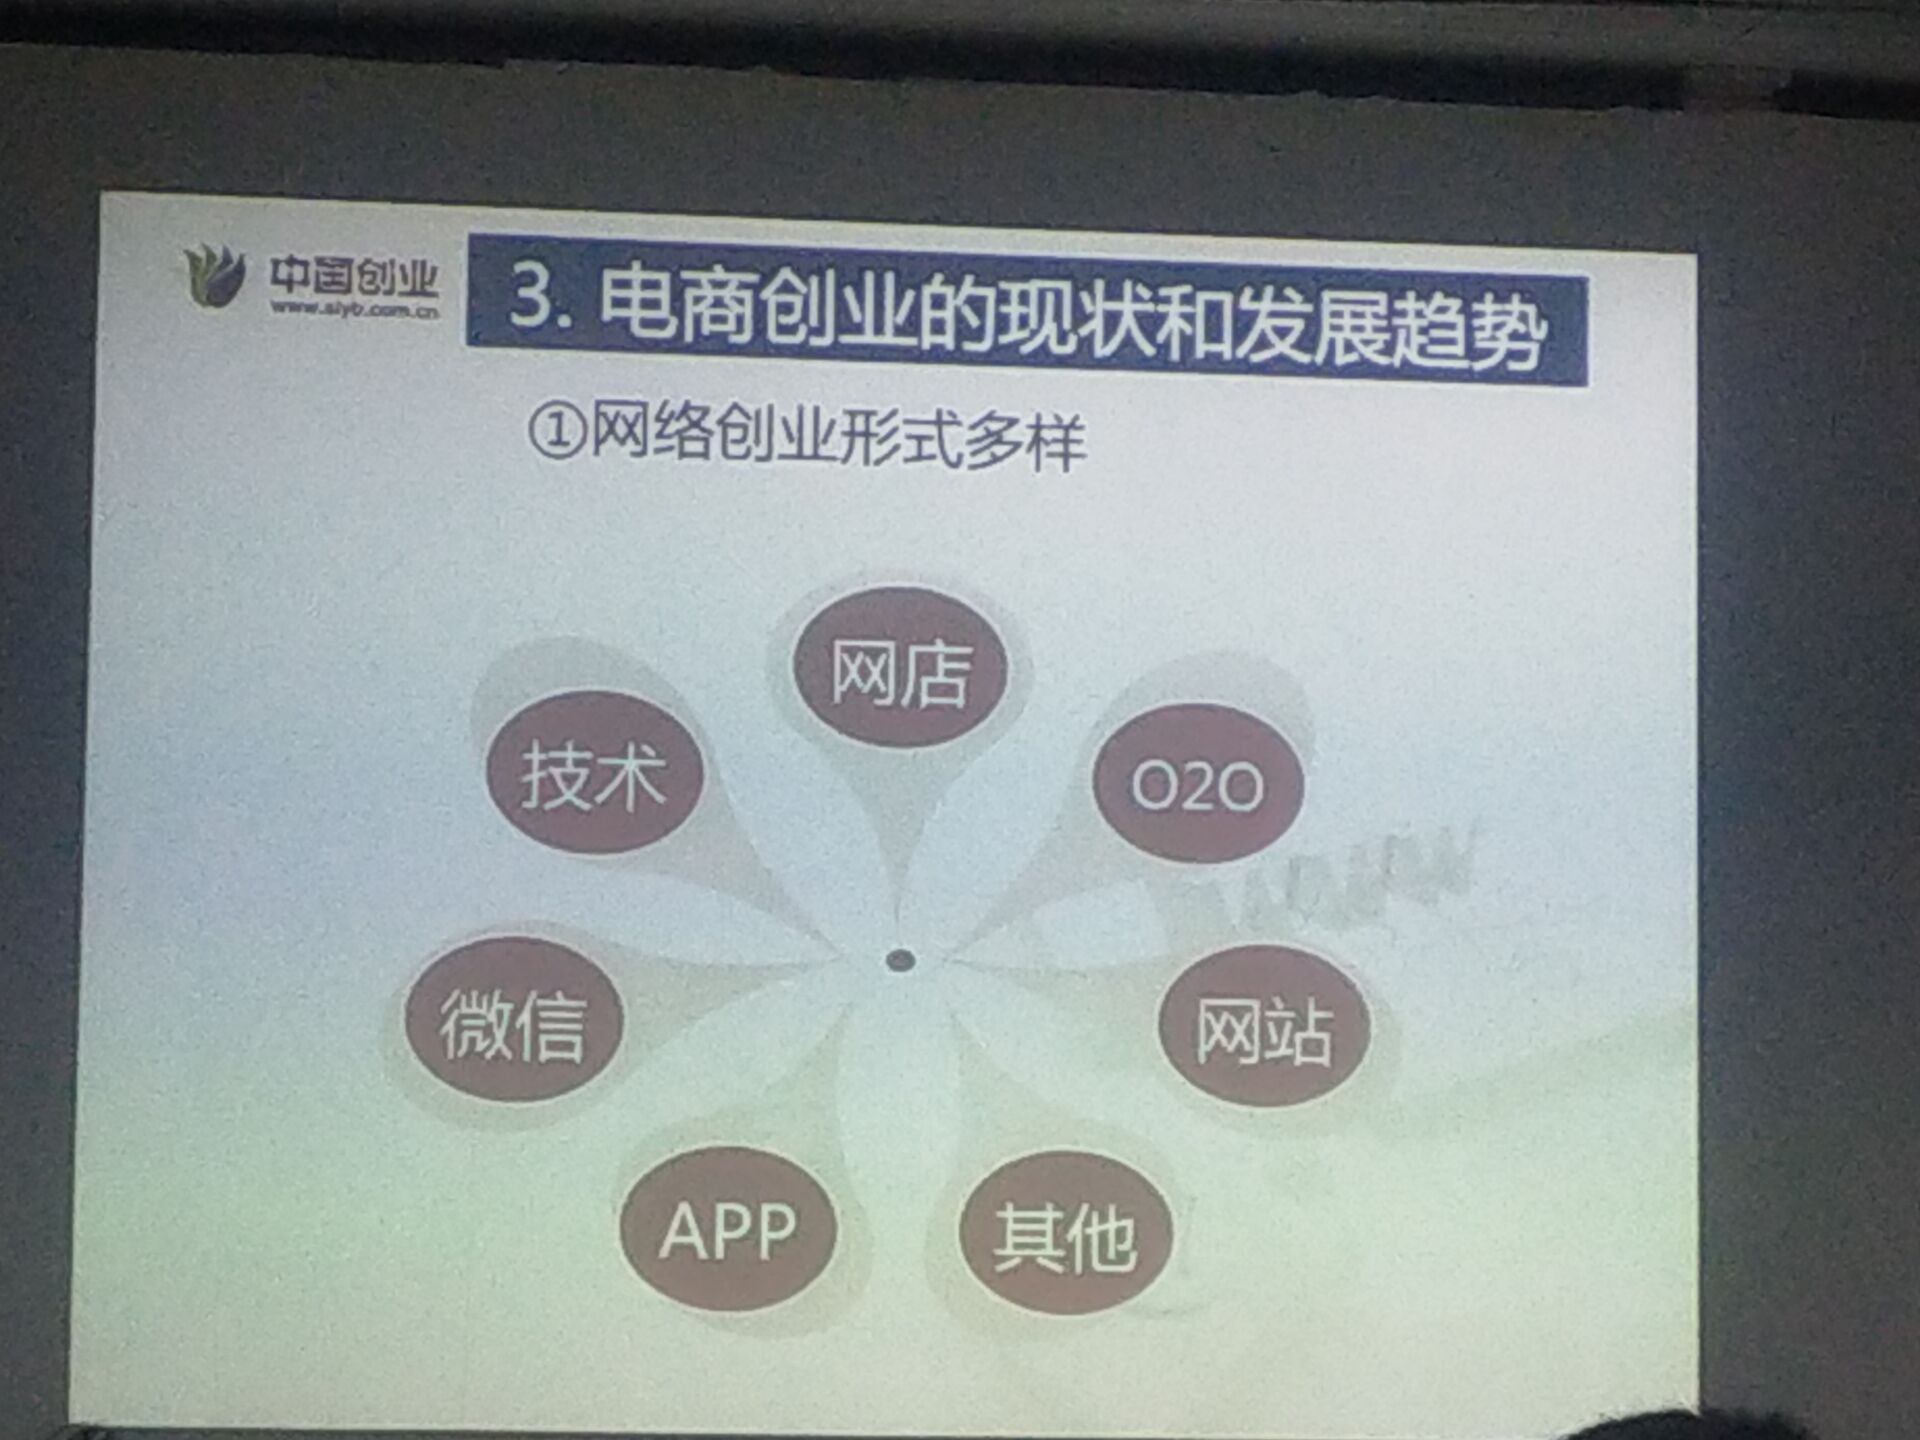 中国创业
www.siyb.com.cn
3. 电商创业的现状和发展趋势
①网络创业形式多样
网店
技术
O2O
微信
网站
APP
其他